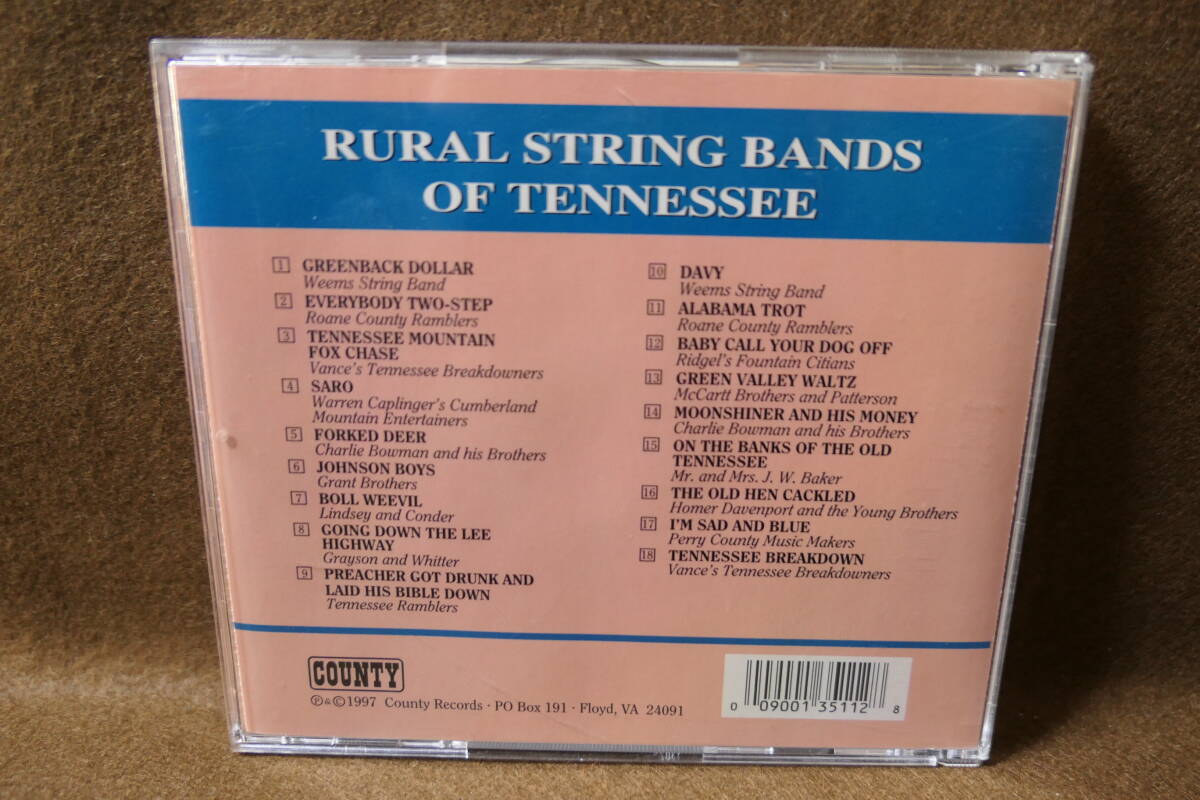 RURAL STRING BANDS
OF TENNESSEE
1 GREENBACK DOLLAR
Weems String Band
2 EVERYBODY TWO-STEP
Roane County Ramblers
3 TENNESSEE MOUNTAIN
FOX CHASE
Vance's Tennessee Breakdowners
4 SARO
Warren Caplinger's Cumberland
Mountain Entertainers
5 FORKED DEER
Charlie Bowman and his Brothers
6 JOHNSON BOYS
Grant Brothers
7 BOLL WEEVIL
Lindsey and Conder
8 GOING DOWN THE LEE
HIGHWAY
Grayson and Whitter
9 PREACHER GOT DRUNK AND
LAID HIS BIBLE DOWN
Tennessee Ramblers
10 DAVY
Weems String Band
11 ALABAMA TROT
Roane County Ramblers
12 BABY CALL YOUR DOG OFF
Ridgel's Fountain Citians
13 GREEN VALLEY WALTZ
McCartt Brothers and Patterson
14 MOONSHINER AND HIS MONEY
Charlie Bowman and his Brothers
15 ON THE BANKS OF THE OLD
TENNESSEE
Mr. and Mrs. J. W. Baker
16 THE OLD HEN CACKLED
Homer Davenport and the Young Brothers
17 I'M SAD AND BLUE
Perry County Music Makers
18 TENNESSEE BREAKDOWN
Vance's Tennessee Breakdowners
COUNTY
℗&©1997 County Records · PO Box 191 · Floyd, VA 24091
0 09001 35112 8